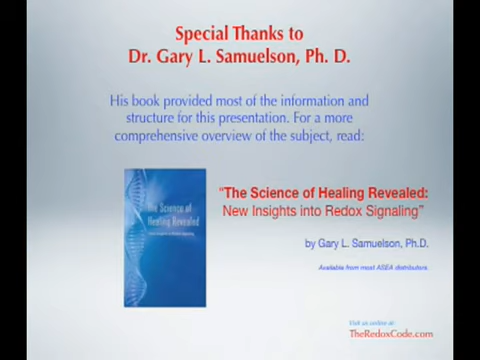 Special Thanks to
Dr. Gary L. Samuelson, Ph. D.
His book provided most of the information and
structure for this presentation. For a more
comprehensive overview of the subject, read:
The Science of
Healing Revealed
"The Science of Healing Revealed:
New Insights into Redox Signaling"
by Gary L. Samuelson, Ph.D.
Available from most ASEA distributors.
Visit us online at:
TheRedoxCode.com